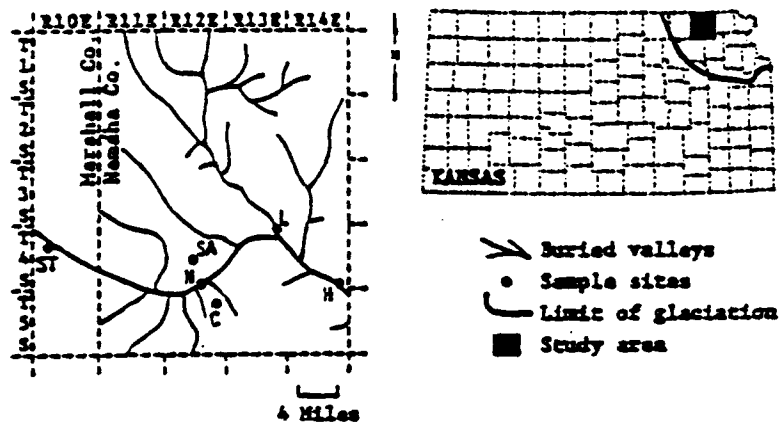 R10E R11E R12E R13E R14E
Marshall Co.
Nemaha Co.
N
KANSAS
L
SA
ST
N
H
C
4 Miles
Buried valleys
Sample sites
Limit of glaciation
Study area